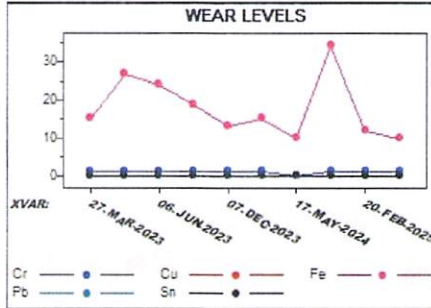 WEAR LEVELS
30
20
10
0
XVAR:
27-MAR-2023
06-JUN-2023
07-DEC-2023
17-MAY-2024
20-FEB-2025
Cr Cu Fe
Pb Sn